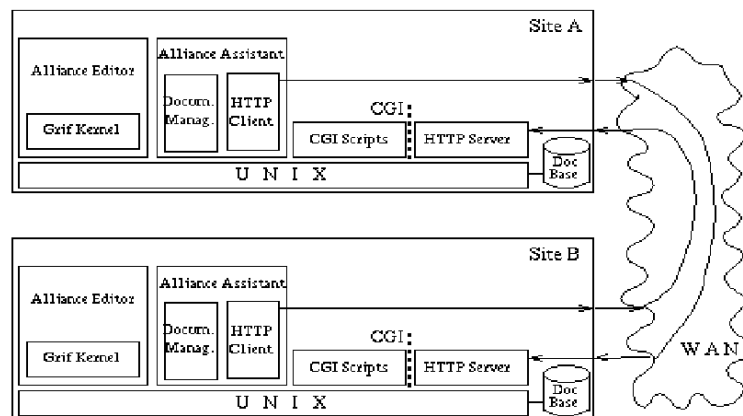 Site A
Alliance Editor
Alliance Assistant
Docum.
Manag.
HTTP
Client
Grif Kernel
CGI
CGI Scripts
HTTP Server
Doc
Base
U N I X
Site B
Alliance Editor
Alliance Assistant
Docum.
Manag.
HTTP
Client
Grif Kernel
CGI
CGI Scripts
HTTP Server
Doc
Base
U N I X
WAN